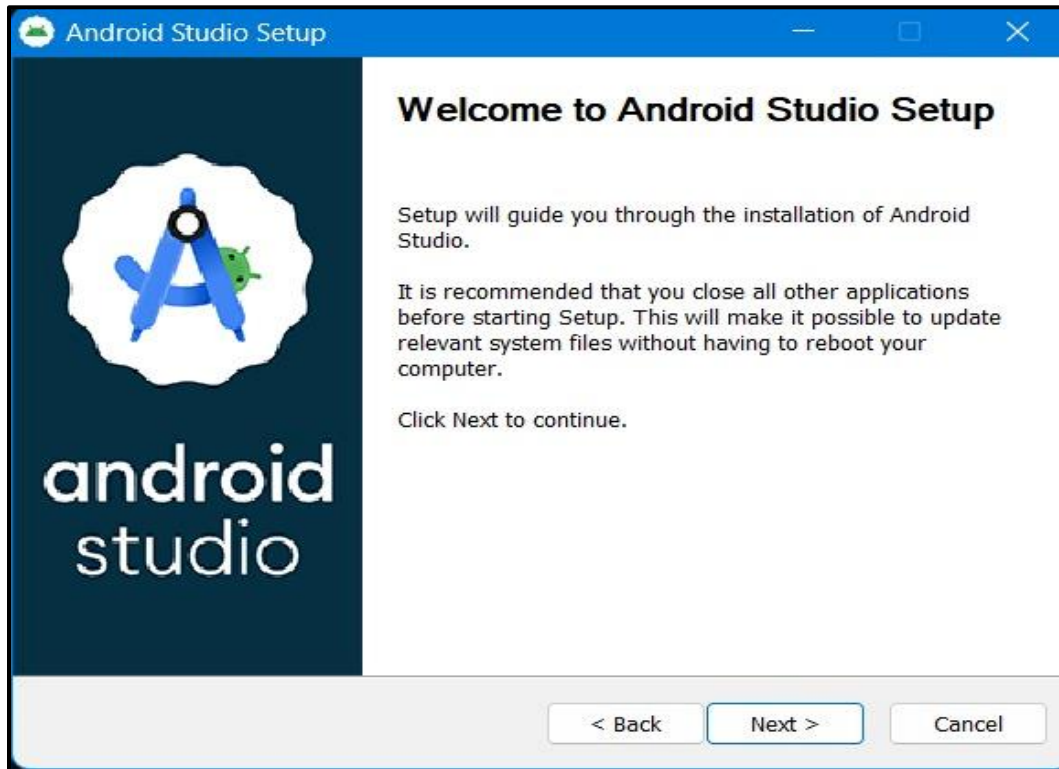 Android Studio Setup
Welcome to Android Studio Setup
Setup will guide you through the installation of Android
Studio.
It is recommended that you close all other applications
before starting Setup. This will make it possible to update
relevant system files without having to reboot your
computer.
Click Next to continue.
android
studio
< Back
Next >
Cancel